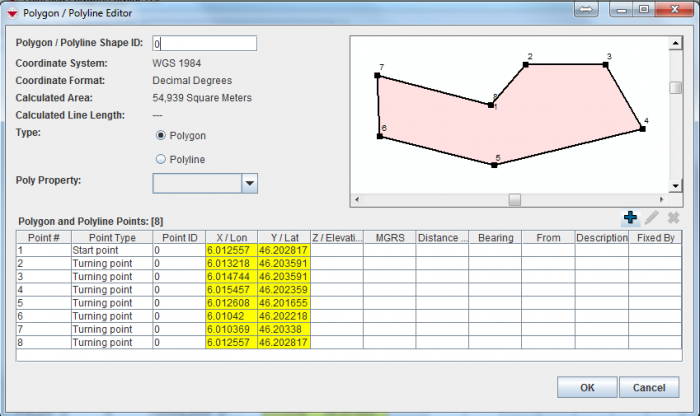 Polygon / Polyline Editor
Polygon / Polyline Shape ID: 0
Coordinate System: WGS 1984
Coordinate Format: Decimal Degrees
Calculated Area: 54,939 Square Meters
Calculated Line Length: ---
Type: Polygon
Polyline
Poly Property:
7
2
3
8
1
4
6
5
Polygon and Polyline Points: [8]
Point # Point Type Point ID X / Lon Y / Lat Z / Elevati... MGRS Distance ... Bearing From Description Fixed By
1 Start point 0 6.012557 46.202817
2 Turning point 0 6.013218 46.203591
3 Turning point 0 6.014744 46.203591
4 Turning point 0 6.015457 46.202359
5 Turning point 0 6.012608 46.201655
6 Turning point 0 6.01042 46.202218
7 Turning point 0 6.010369 46.20338
8 Turning point 0 6.012557 46.202817
OK Cancel